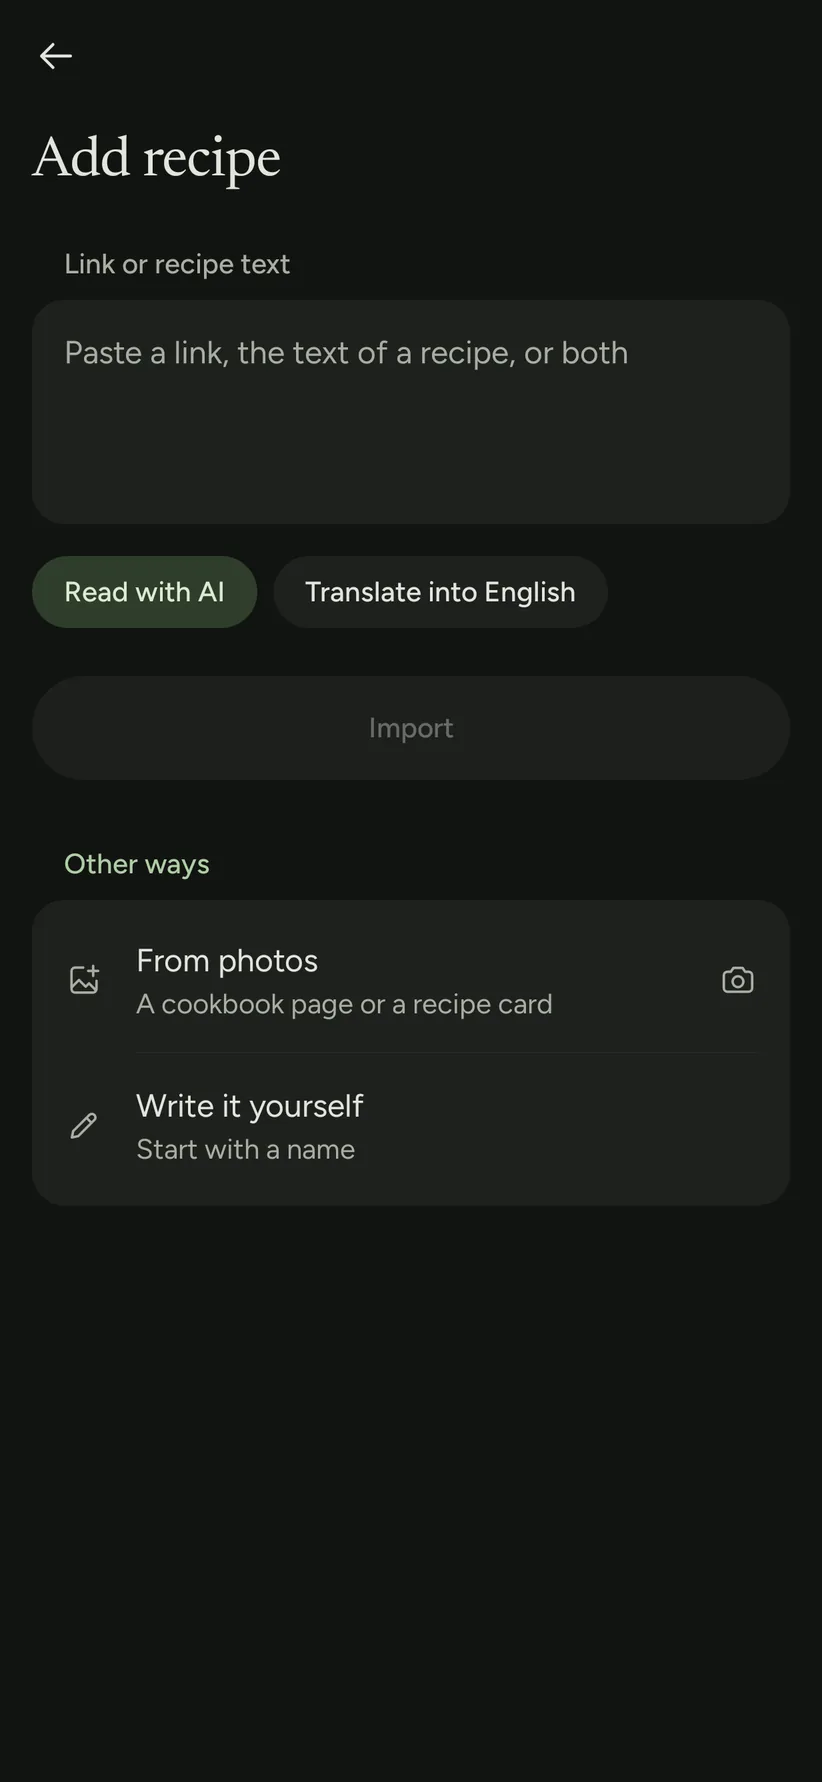 Add recipe
Link or recipe text
Paste a link, the text of a recipe, or both
Read with AI
Translate into English
Import
Other ways
From photos
A cookbook page or a recipe card
Write it yourself
Start with a name